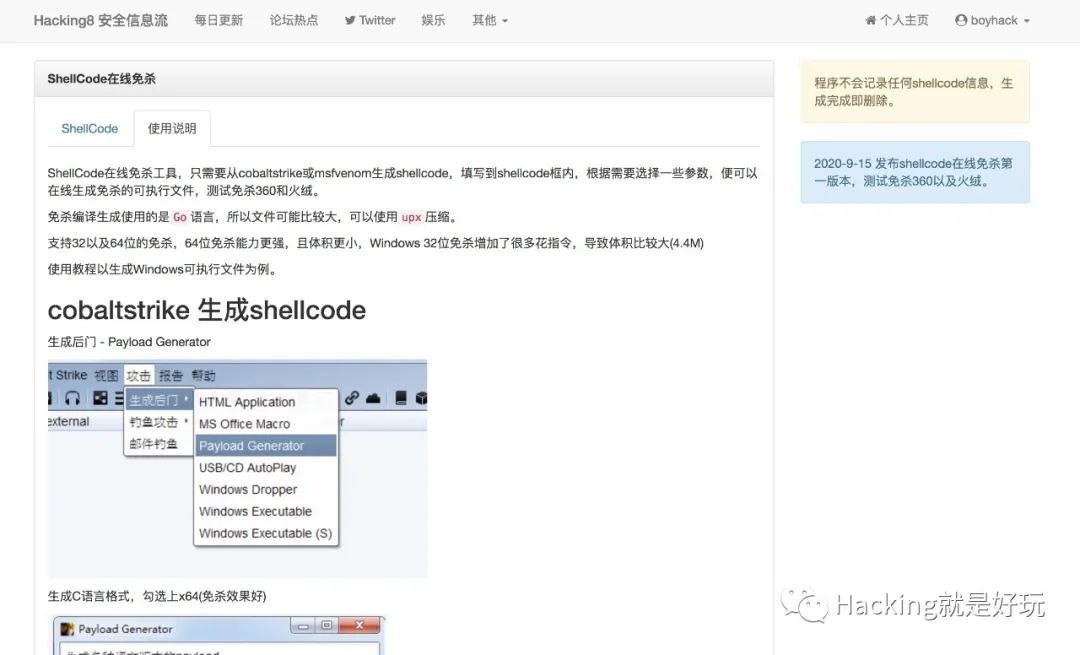 Hacking8 安全信息流 每日更新 论坛热点 Twitter 娱乐 其他 个人主页 boyhack
ShellCode在线免杀
ShellCode 使用说明
ShellCode在线免杀工具，只需要从cobaltstrike或msfvenom生成shellcode，填写到shellcode框内，根据需要选择一些参数，便可以
在线生成免杀的可执行文件，测试免杀360和火绒。
免杀编译生成使用的是 Go 语言，所以文件可能比较大，可以使用 upx 压缩。
支持32以及64位的免杀，64位免杀能力更强，且体积更小，Windows 32位免杀增加了很多花指令，导致体积比较大(4.4M)
使用教程以生成Windows可执行文件为例。
cobaltstrike 生成shellcode
生成后门 - Payload Generator
t Strike 视图 攻击 报告 帮助
external
生成后门
钓鱼攻击
邮件钓鱼
HTML Application
MS Office Macro
Payload Generator
USB/CD AutoPlay
Windows Dropper
Windows Executable
Windows Executable (S)
生成C语言格式，勾选上x64(免杀效果好)
Payload Generator
程序不会记录任何shellcode信息，生
成完成即删除。
2020-9-15 发布shellcode在线免杀第
一版本，测试免杀360以及火绒。
Hacking就是好玩